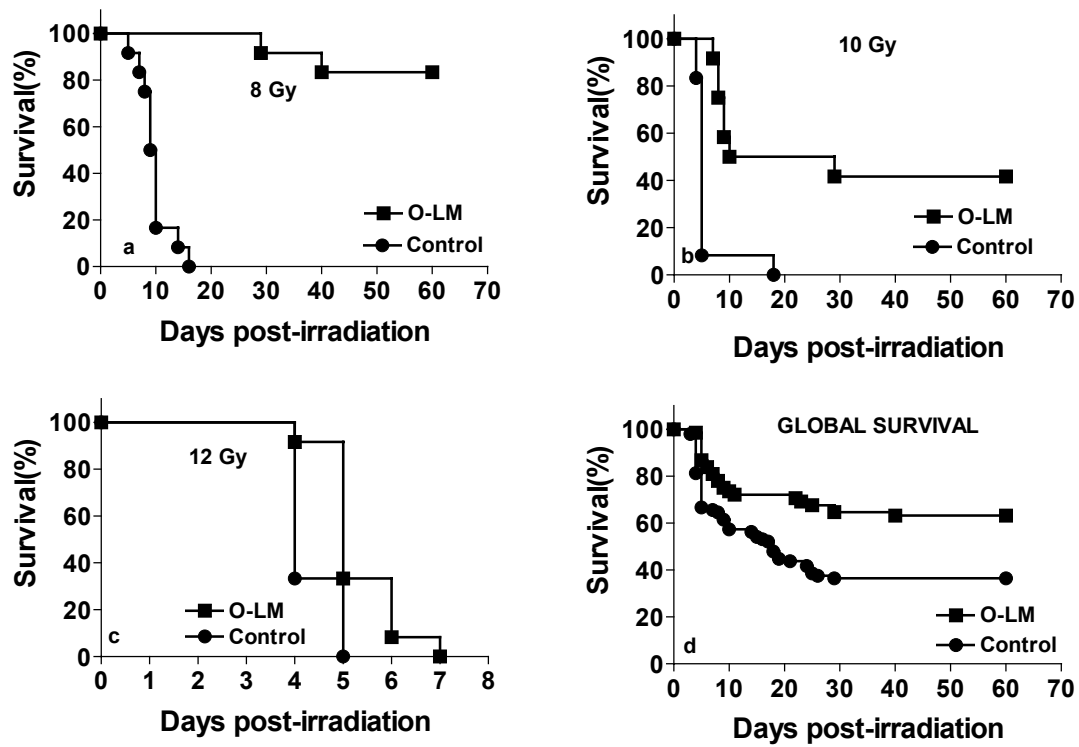 100
80
60
40
20
0
Survival(%)
8 Gy
O-LM
Control
a
0 10 20 30 40 50 60 70
Days post-irradiation
100
80
60
40
20
0
Survival(%)
10 Gy
O-LM
Control
b
0 10 20 30 40 50 60 70
Days post-irradiation
100
80
60
40
20
0
Survival(%)
12 Gy
O-LM
Control
c
0 1 2 3 4 5 6 7 8
Days post-irradiation
GLOBAL SURVIVAL
100
80
60
40
20
0
Survival(%)
O-LM
Control
d
0 10 20 30 40 50 60 70
Days post-irradiation